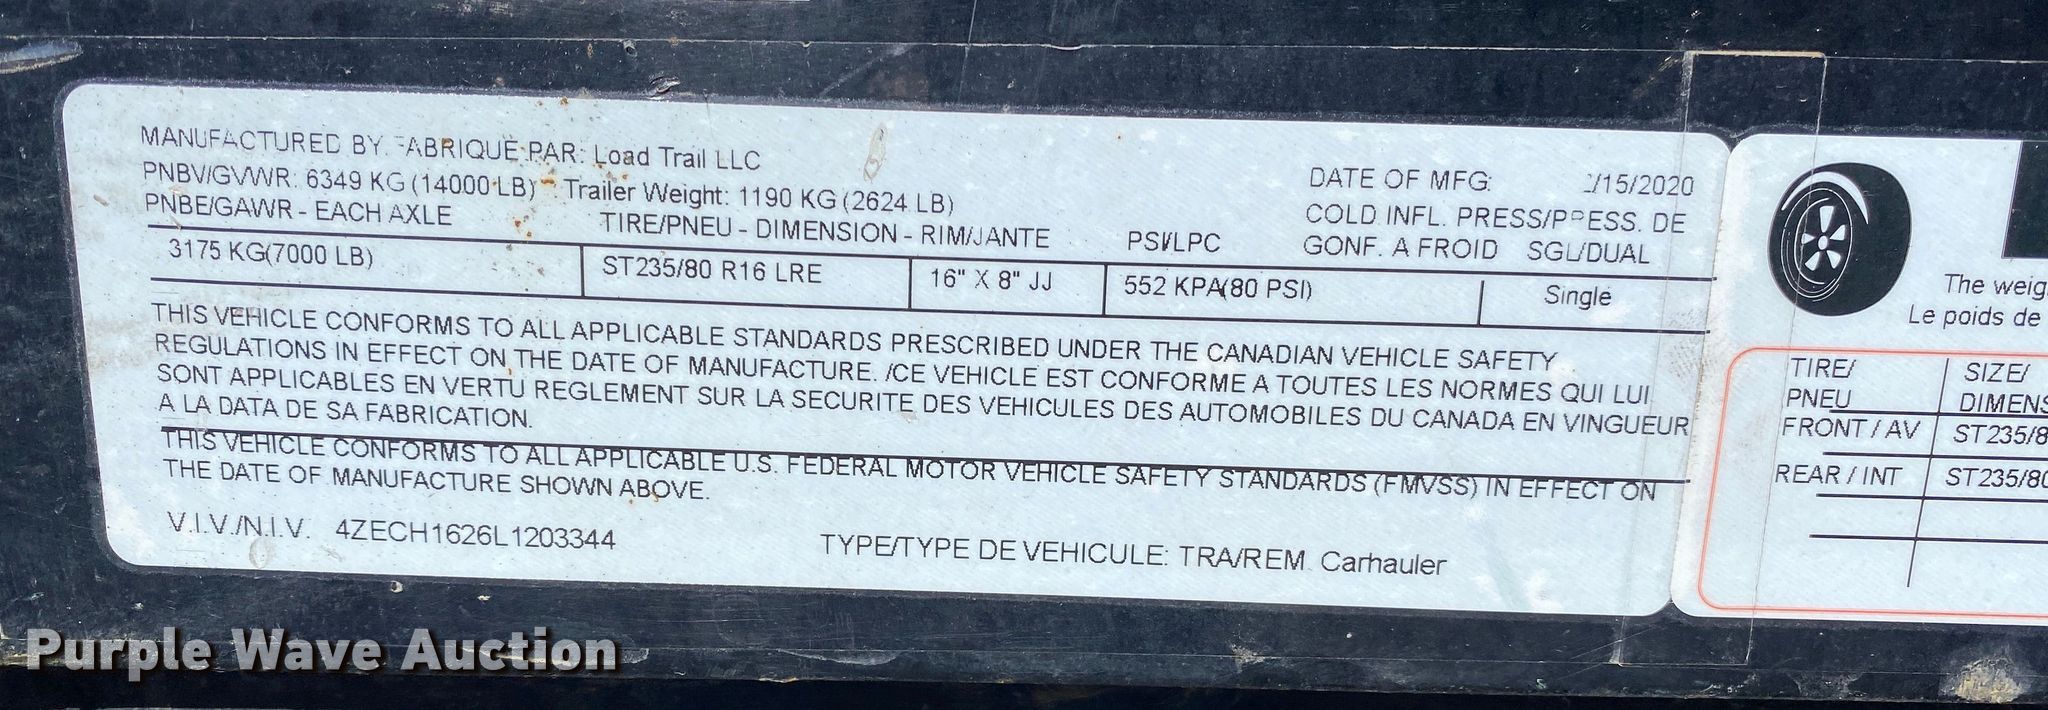 MANUFACTURED BY. FABRIQUE PAR: Load Trail LLC
PNBV/GVWR: 6349 KG (14000 LB) Trailer Weight: 1190 KG (2624 LB)
DATE OF MFG: /15/2020
PNBE/GAWR - EACH AXLE TIRE/PNEU - DIMENSION - RIM/JANTE PSI/LPC
COLD INFL. PRESS/PRESS. DE
GONF. A FROID SGL/DUAL
3175 KG(7000 LB) ST235/80 R16 LRE 16" X 8" JJ 552 KPA(80 PSI) Single
THIS VEHICLE CONFORMS TO ALL APPLICABLE STANDARDS PRESCRIBED UNDER THE CANADIAN VEHICLE SAFETY
REGULATIONS IN EFFECT ON THE DATE OF MANUFACTURE. /CE VEHICLE EST CONFORME A TOUTES LES NORMES QUI LUI
SONT APPLICABLES EN VERTU REGLEMENT SUR LA SECURITE DES VEHICULES DES AUTOMOBILES DU CANADA EN VINGUEUR
A LA DATA DE SA FABRICATION.
THIS VEHICLE CONFORMS TO ALL APPLICABLE U.S. FEDERAL MOTOR VEHICLE SAFETY STANDARDS (FMVSS) IN EFFECT ON
THE DATE OF MANUFACTURE SHOWN ABOVE.
V.I.V./N.I.V. 4ZECH1626L1203344 TYPE/TYPE DE VEHICULE: TRA/REM. Carhauler
The weig
Le poids de
TIRE/ SIZE/
PNEU DIMENS
FRONT / AV ST235/8
REAR / INT ST235/80
Purple Wave Auction